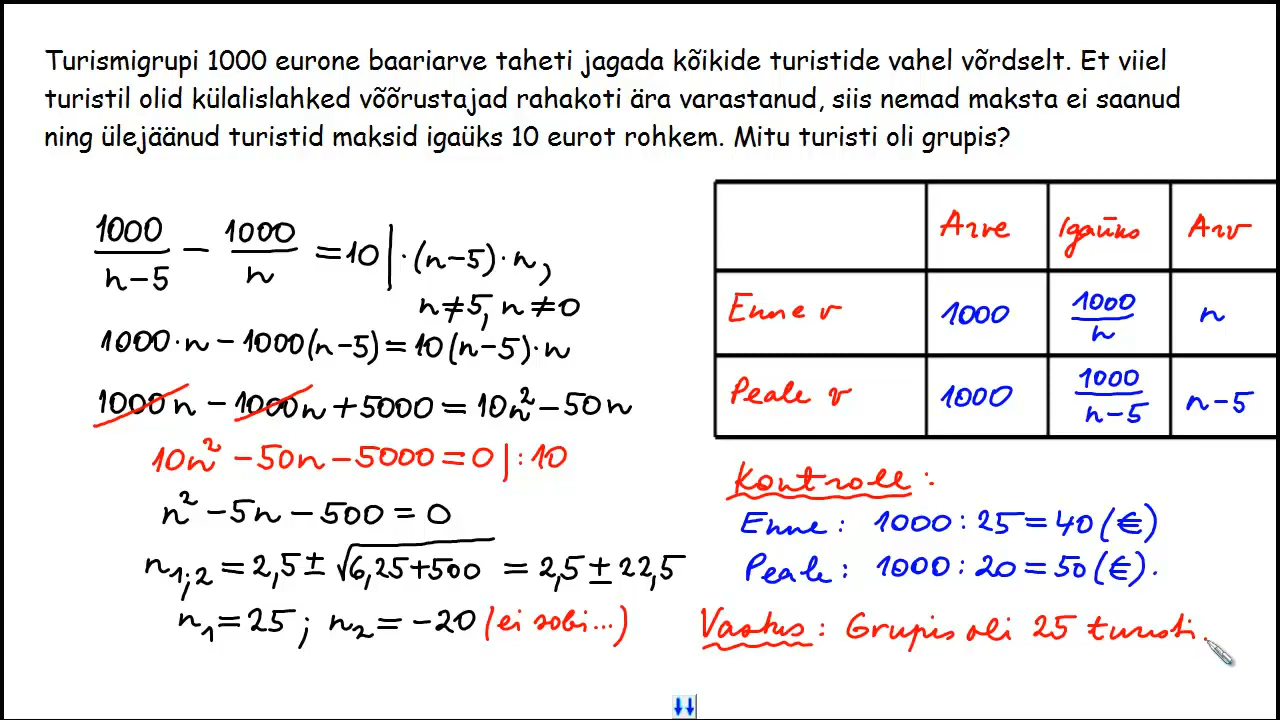 Turismigrupi 1000 eurone baariarve taheti jagada kõikide turistide vahel võrdselt. Et viiel
turistil olid külalislahked võõrustajad rahakoti ära varastanud, siis nemad maksta ei saanud
ning ülejäänud turistid maksid igaüks 10 eurot rohkem. Mitu turisti oli grupis?
1000/(n-5) - 1000/n = 10 | ·(n-5)·n,
n≠5, n≠0
1000·n - 1000(n-5) = 10(n-5)·n
1000n - 1000n + 5000 = 10n² - 50n
10n² - 50n - 5000 = 0 | :10
n² - 5n - 500 = 0
n₁;₂ = 2,5 ± √(6,25+500) = 2,5 ± 22,5
n₁ = 25; n₂ = -20 (ei sobi...)
Arve Igaüks Arv
Enne v 1000 1000/n n
Peale v 1000 1000/(n-5) n-5
Kontroll:
Enne: 1000:25=40(€)
Peale: 1000:20=50(€).
Vastus: Grupis oli 25 turisti.